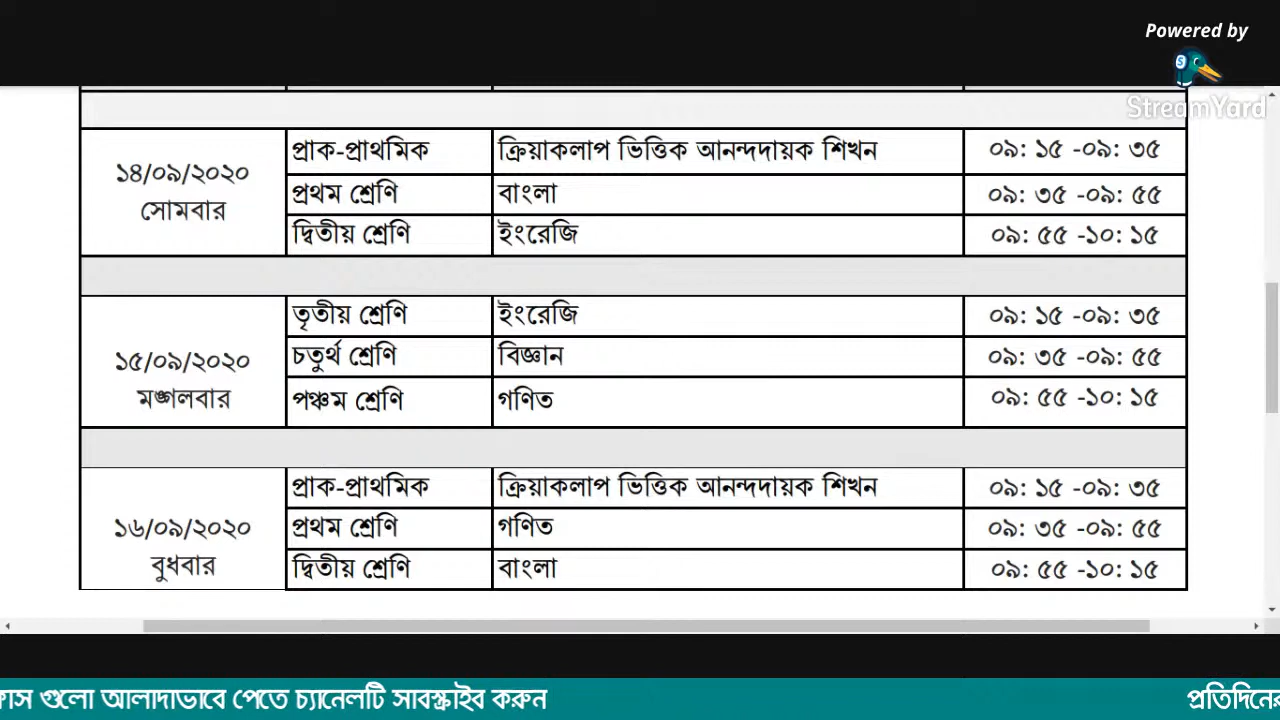 Powered by
StreamYard
১৪/০৯/২০২০
সোমবার
প্রাক-প্রাথমিক ক্রিয়াকলাপ ভিত্তিক আনন্দদায়ক শিখন ০৯: ১৫ -০৯: ৩৫
প্রথম শ্রেণি বাংলা ০৯: ৩৫ -০৯: ৫৫
দ্বিতীয় শ্রেণি ইংরেজি ০৯: ৫৫ -১০: ১৫
১৫/০৯/২০২০
মঙ্গলবার
তৃতীয় শ্রেণি ইংরেজি ০৯: ১৫ -০৯: ৩৫
চতুর্থ শ্রেণি বিজ্ঞান ০৯: ৩৫ -০৯: ৫৫
পঞ্চম শ্রেণি গণিত ০৯: ৫৫ -১০: ১৫
১৬/০৯/২০২০
বুধবার
প্রাক-প্রাথমিক ক্রিয়াকলাপ ভিত্তিক আনন্দদায়ক শিখন ০৯: ১৫ -০৯: ৩৫
প্রথম শ্রেণি গণিত ০৯: ৩৫ -০৯: ৫৫
দ্বিতীয় শ্রেণি বাংলা ০৯: ৫৫ -১০: ১৫
গুলো আলাদাভাবে পেতে চ্যানেলটি সাবস্ক্রাইব করুন প্রতিদিনের